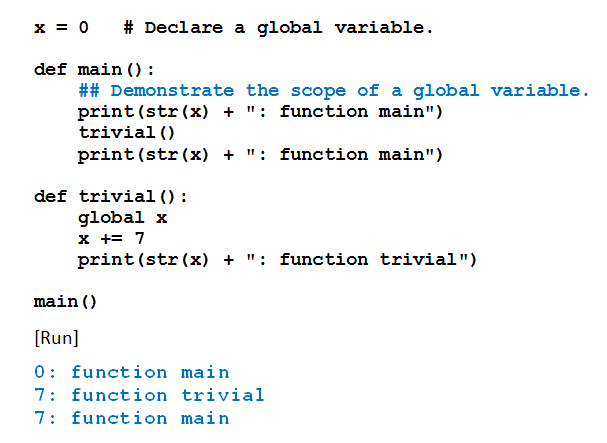 x = 0   # Declare a global variable.
def main():
    ## Demonstrate the scope of a global variable.
    print(str(x) + ": function main")
    trivial()
    print(str(x) + ": function main")
def trivial():
    global x
    x += 7
    print(str(x) + ": function trivial")
main()
[Run]
0: function main
7: function trivial
7: function main